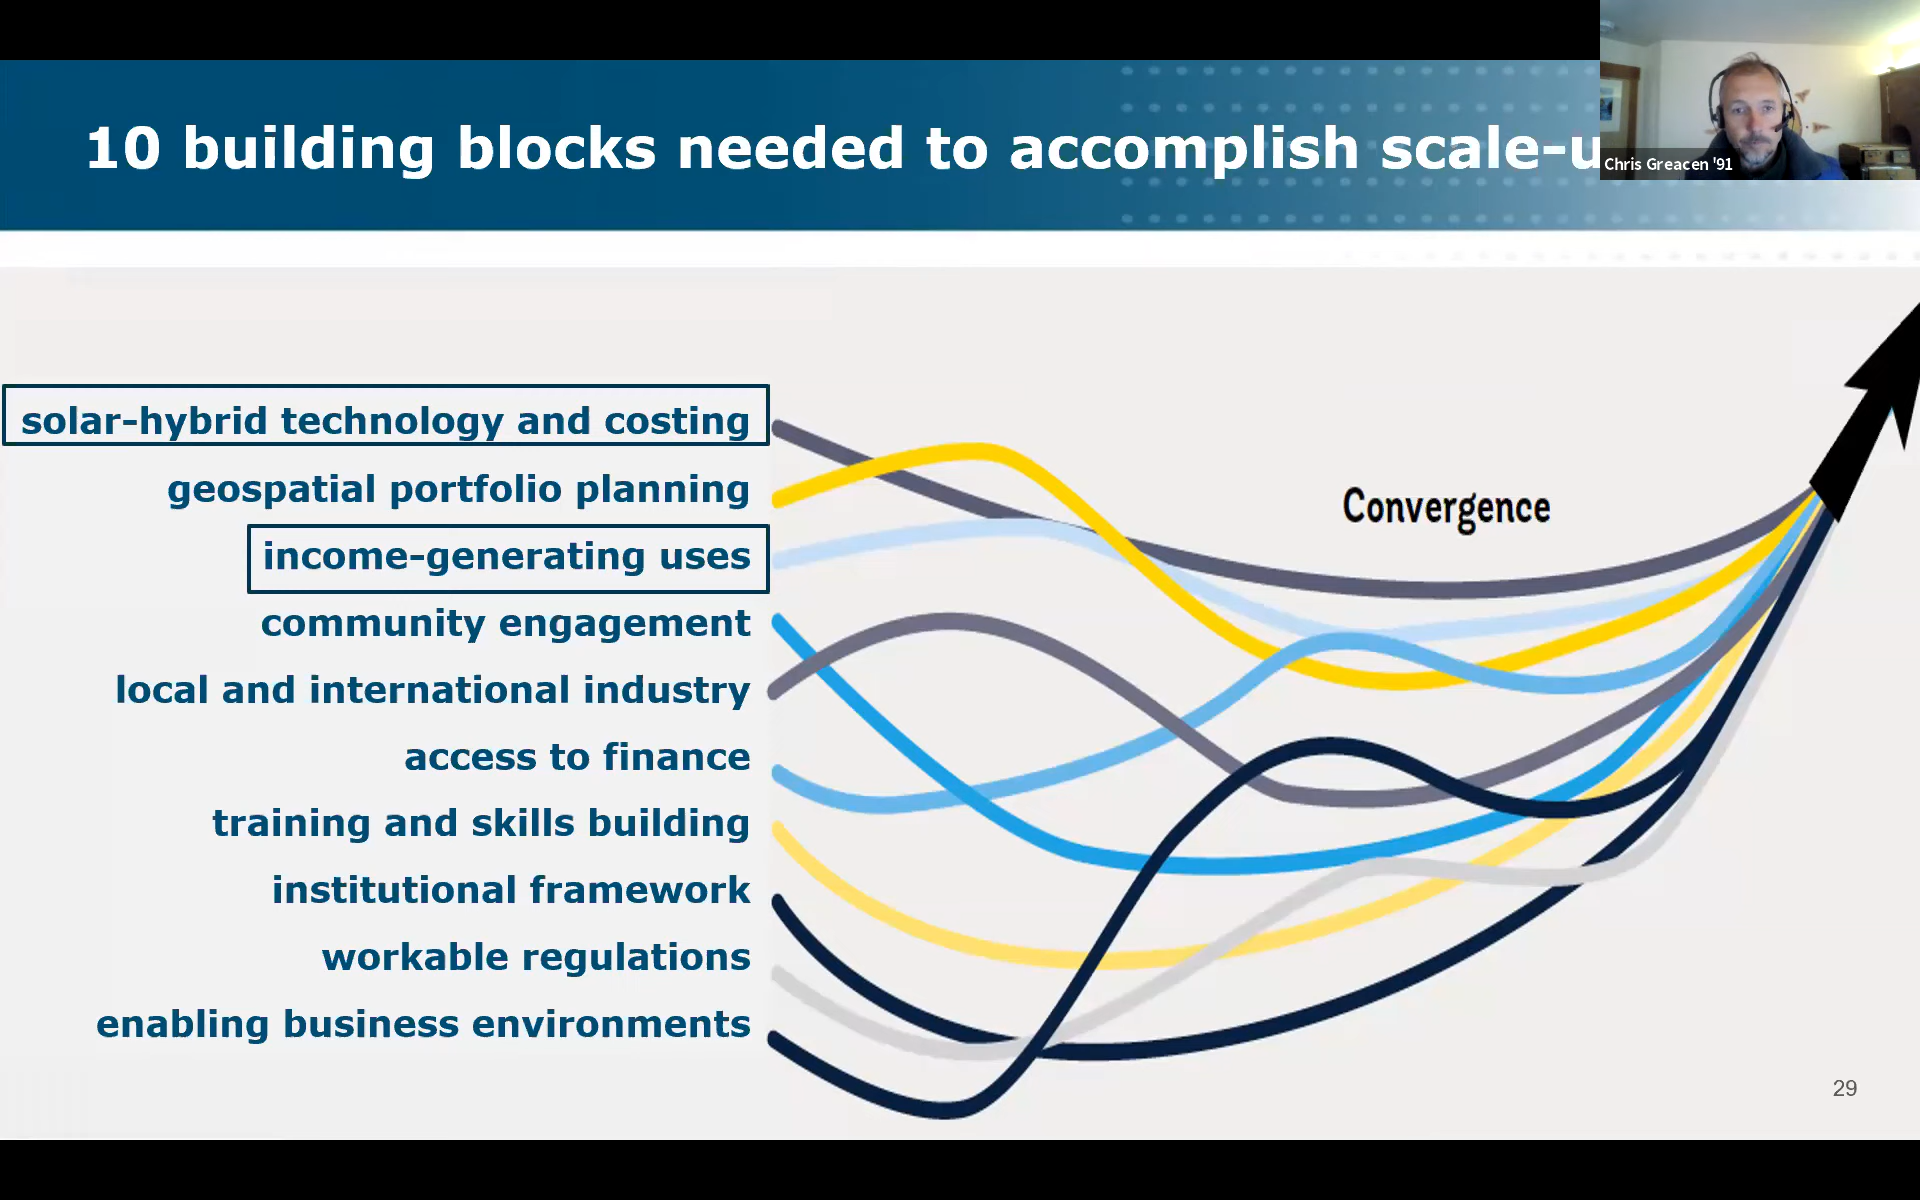 10 building blocks needed to accomplish scale-u
Chris Greacen '91
solar-hybrid technology and costing
geospatial portfolio planning
income-generating uses
community engagement
local and international industry
access to finance
training and skills building
institutional framework
workable regulations
enabling business environments
Convergence
29